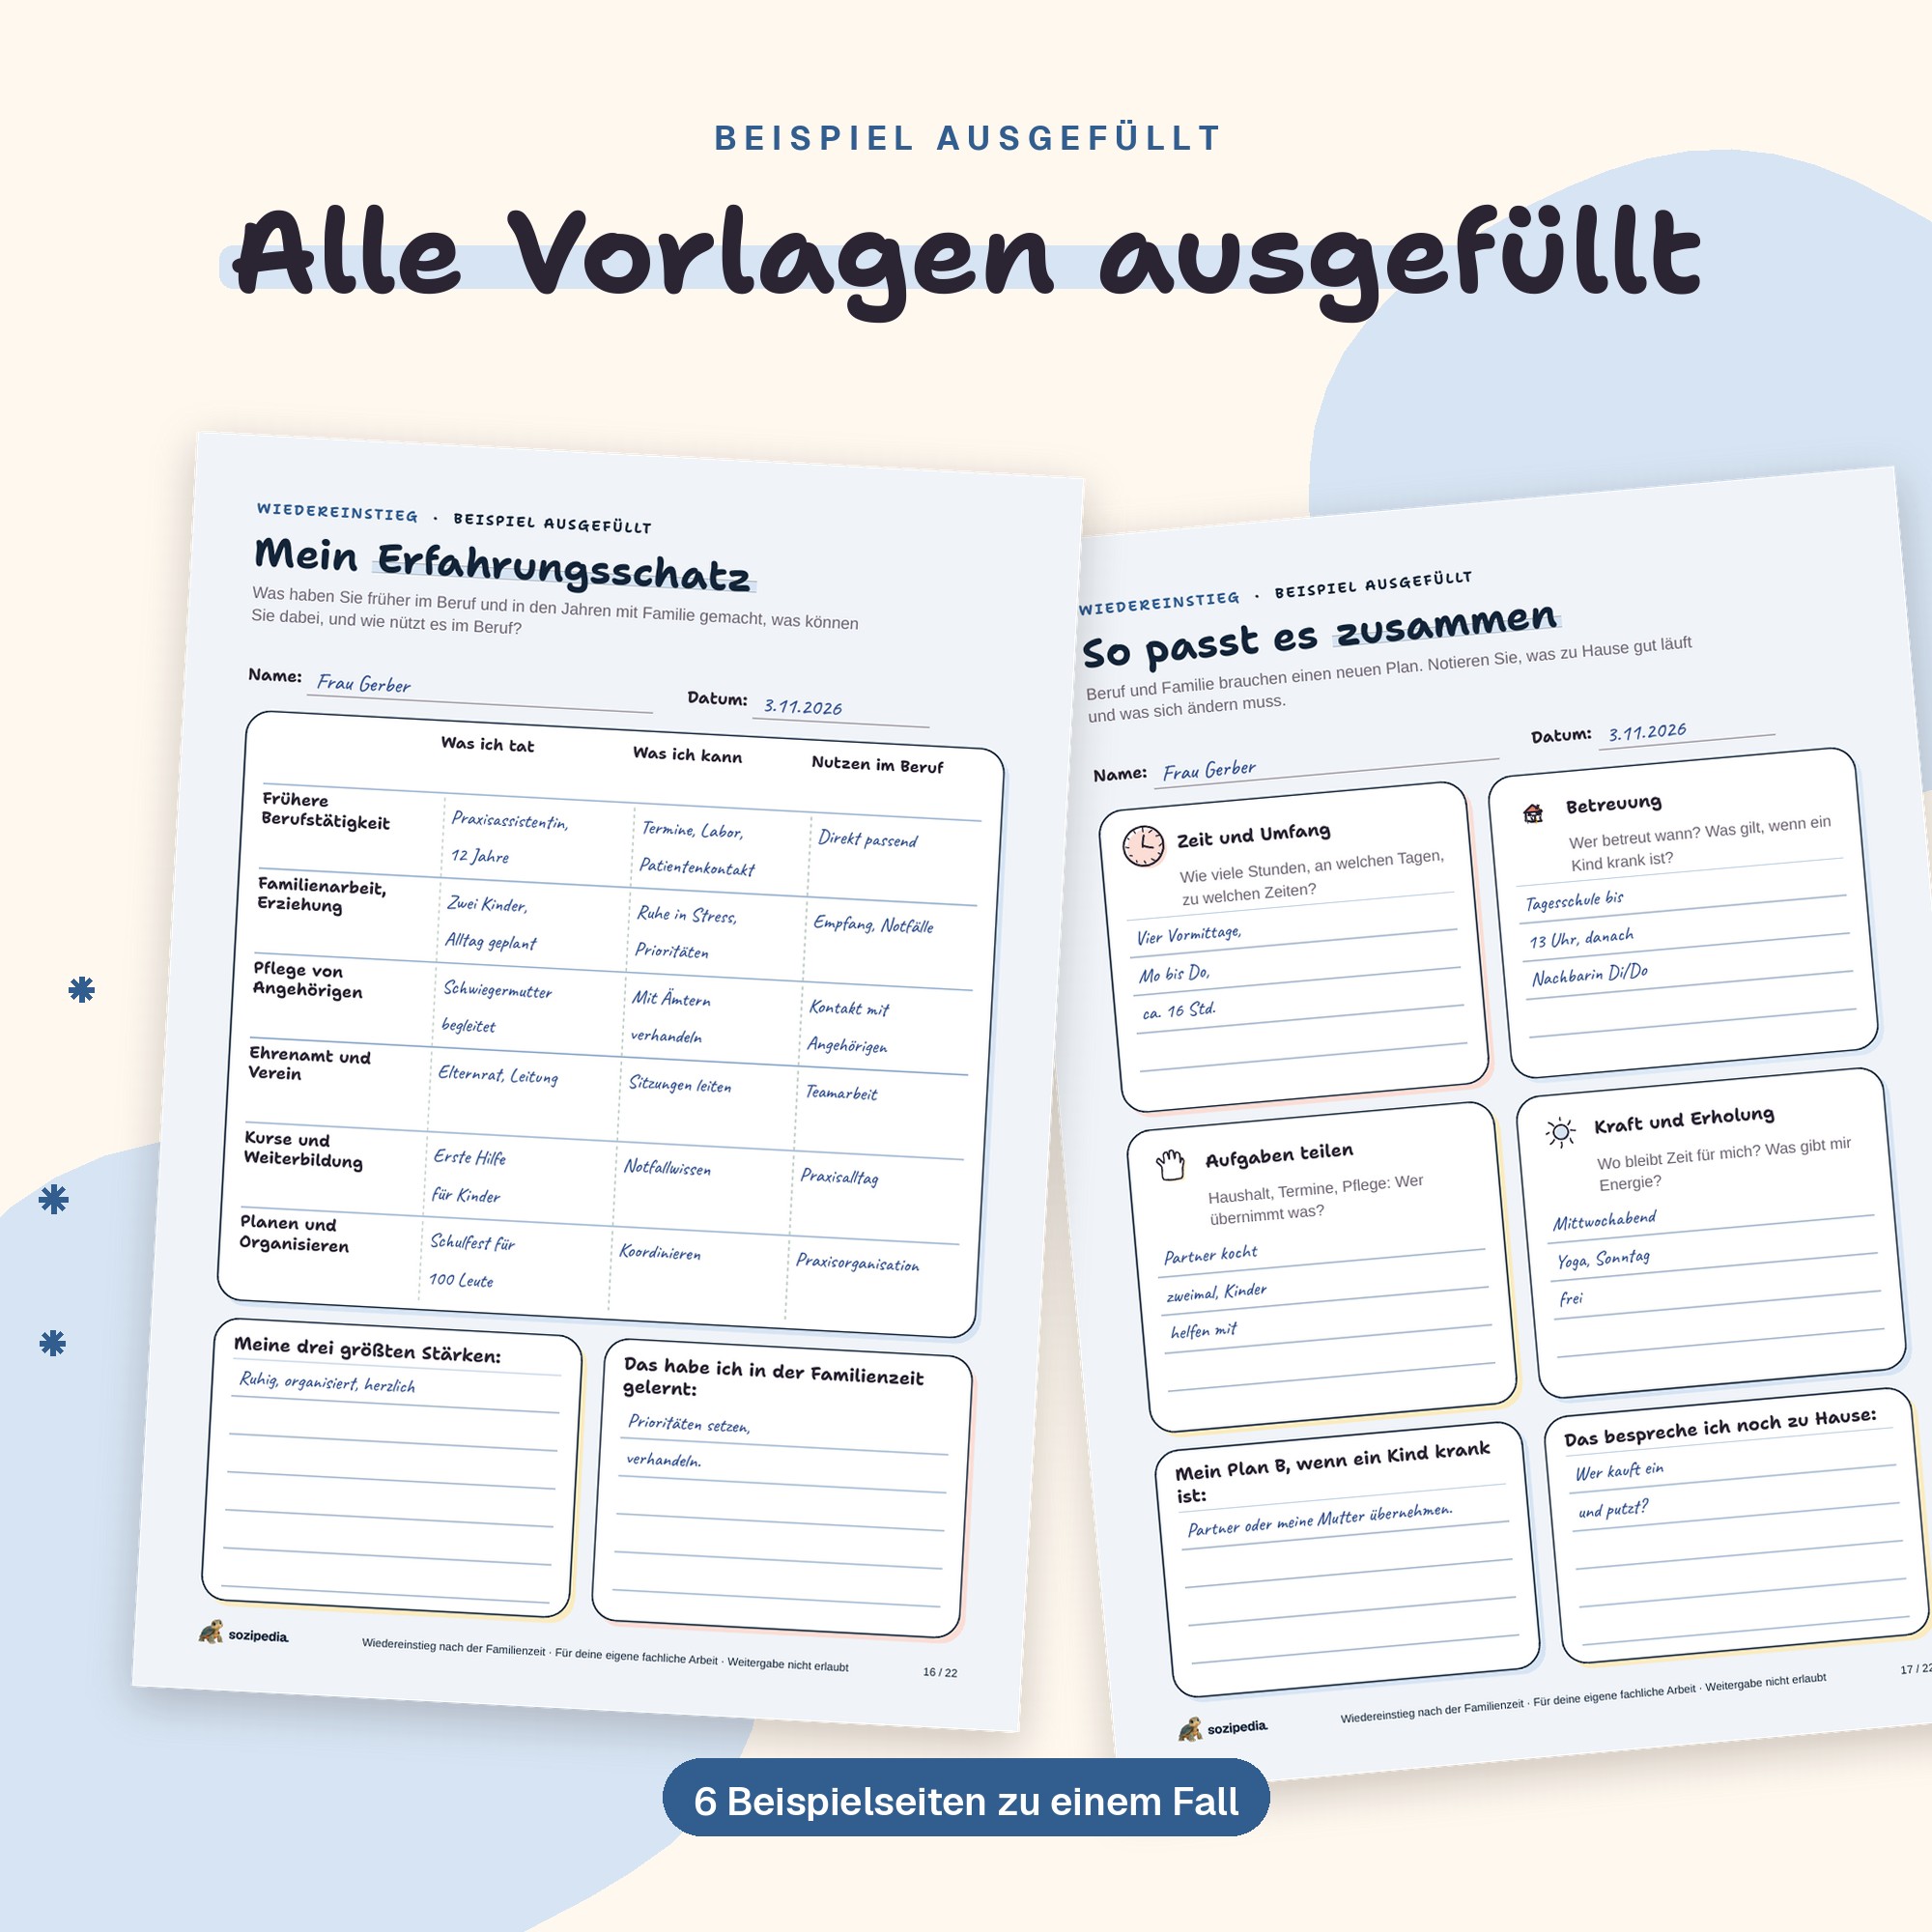 BEISPIEL AUSGEFÜLLT
Alle Vorlagen ausgefüllt
WIEDEREINSTIEG · BEISPIEL AUSGEFÜLLT
Mein Erfahrungsschatz
Was haben Sie früher im Beruf und in den Jahren mit Familie gemacht, was können
Sie dabei, und wie nützt es im Beruf?
Name: Frau Gerber Datum: 3.11.2026
Was ich tat Was ich kann Nutzen im Beruf
Frühere
Berufstätigkeit
Praxisassistentin,
12 Jahre
Termine, Labor,
Patientenkontakt
Direkt passend
Familienarbeit,
Erziehung
Zwei Kinder,
Alltag geplant
Ruhe in Stress,
Prioritäten
Empfang, Notfälle
Pflege von
Angehörigen
Schwiegermutter
begleitet
Mit Ämtern
verhandeln
Kontakt mit
Angehörigen
Ehrenamt und
Verein
Elternrat, Leitung
Sitzungen leiten
Teamarbeit
Kurse und
Weiterbildung
Erste Hilfe
für Kinder
Notfallwissen
Praxisalltag
Planen und
Organisieren
Schulfest für
100 Leute
Koordinieren
Praxisorganisation
Meine drei größten Stärken:
Ruhig, organisiert, herzlich
Das habe ich in der Familienzeit
gelernt:
Prioritäten setzen,
verhandeln.
sozipedia.
Wiedereinstieg nach der Familienzeit · Für deine eigene fachliche Arbeit · Weitergabe nicht erlaubt
16 / 22
WIEDEREINSTIEG · BEISPIEL AUSGEFÜLLT
So passt es zusammen
Beruf und Familie brauchen einen neuen Plan. Notieren Sie, was zu Hause gut läuft
und was sich ändern muss.
Name: Frau Gerber Datum: 3.11.2026
Zeit und Umfang
Wie viele Stunden, an welchen Tagen,
zu welchen Zeiten?
Vier Vormittage,
Mo bis Do,
ca. 16 Std.
Betreuung
Wer betreut wann? Was gilt, wenn ein
Kind krank ist?
Tagesschule bis
13 Uhr, danach
Nachbarin Di/Do
Aufgaben teilen
Haushalt, Termine, Pflege: Wer
übernimmt was?
Partner kocht
zweimal, Kinder
helfen mit
Kraft und Erholung
Wo bleibt Zeit für mich? Was gibt mir
Energie?
Mittwochabend
Yoga, Sonntag
frei
Mein Plan B, wenn ein Kind krank
ist:
Partner oder meine Mutter übernehmen.
Das bespreche ich noch zu Hause:
Wer kauft ein
und putzt?
sozipedia.
Wiedereinstieg nach der Familienzeit · Für deine eigene fachliche Arbeit · Weitergabe nicht erlaubt
17 / 22
6 Beispielseiten zu einem Fall